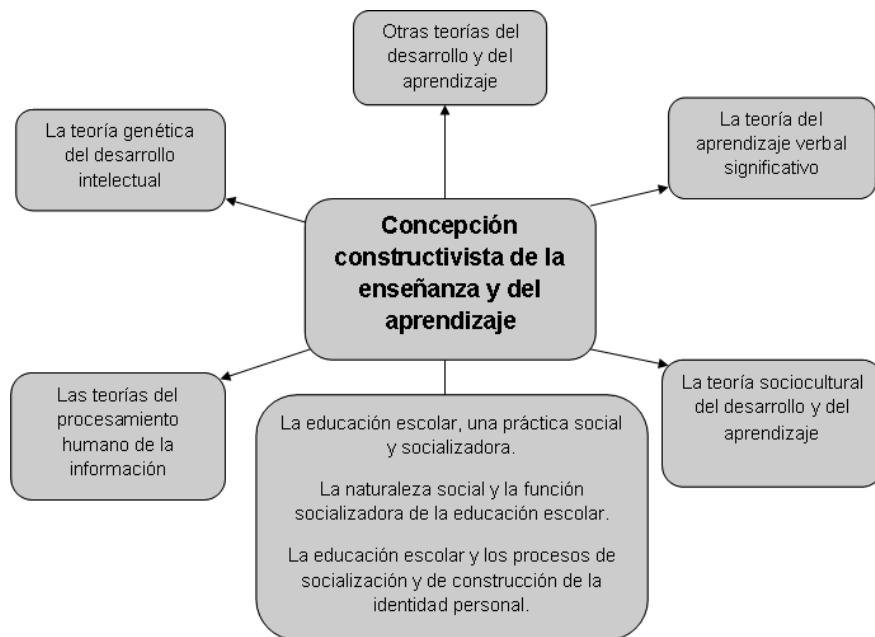 Otras teorías del
desarrollo y del
aprendizaje
La teoría genética
del desarrollo
intelectual
La teoría del
aprendizaje verbal
significativo
Concepción
constructivista de la
enseñanza y del
aprendizaje
Las teorías del
procesamiento
humano de la
información
La educación escolar, una práctica social
y socializadora.
La naturaleza social y la función
socializadora de la educación escolar.
La educación escolar y los procesos de
socialización y de construcción de la
identidad personal.
La teoría sociocultural
del desarrollo y del
aprendizaje